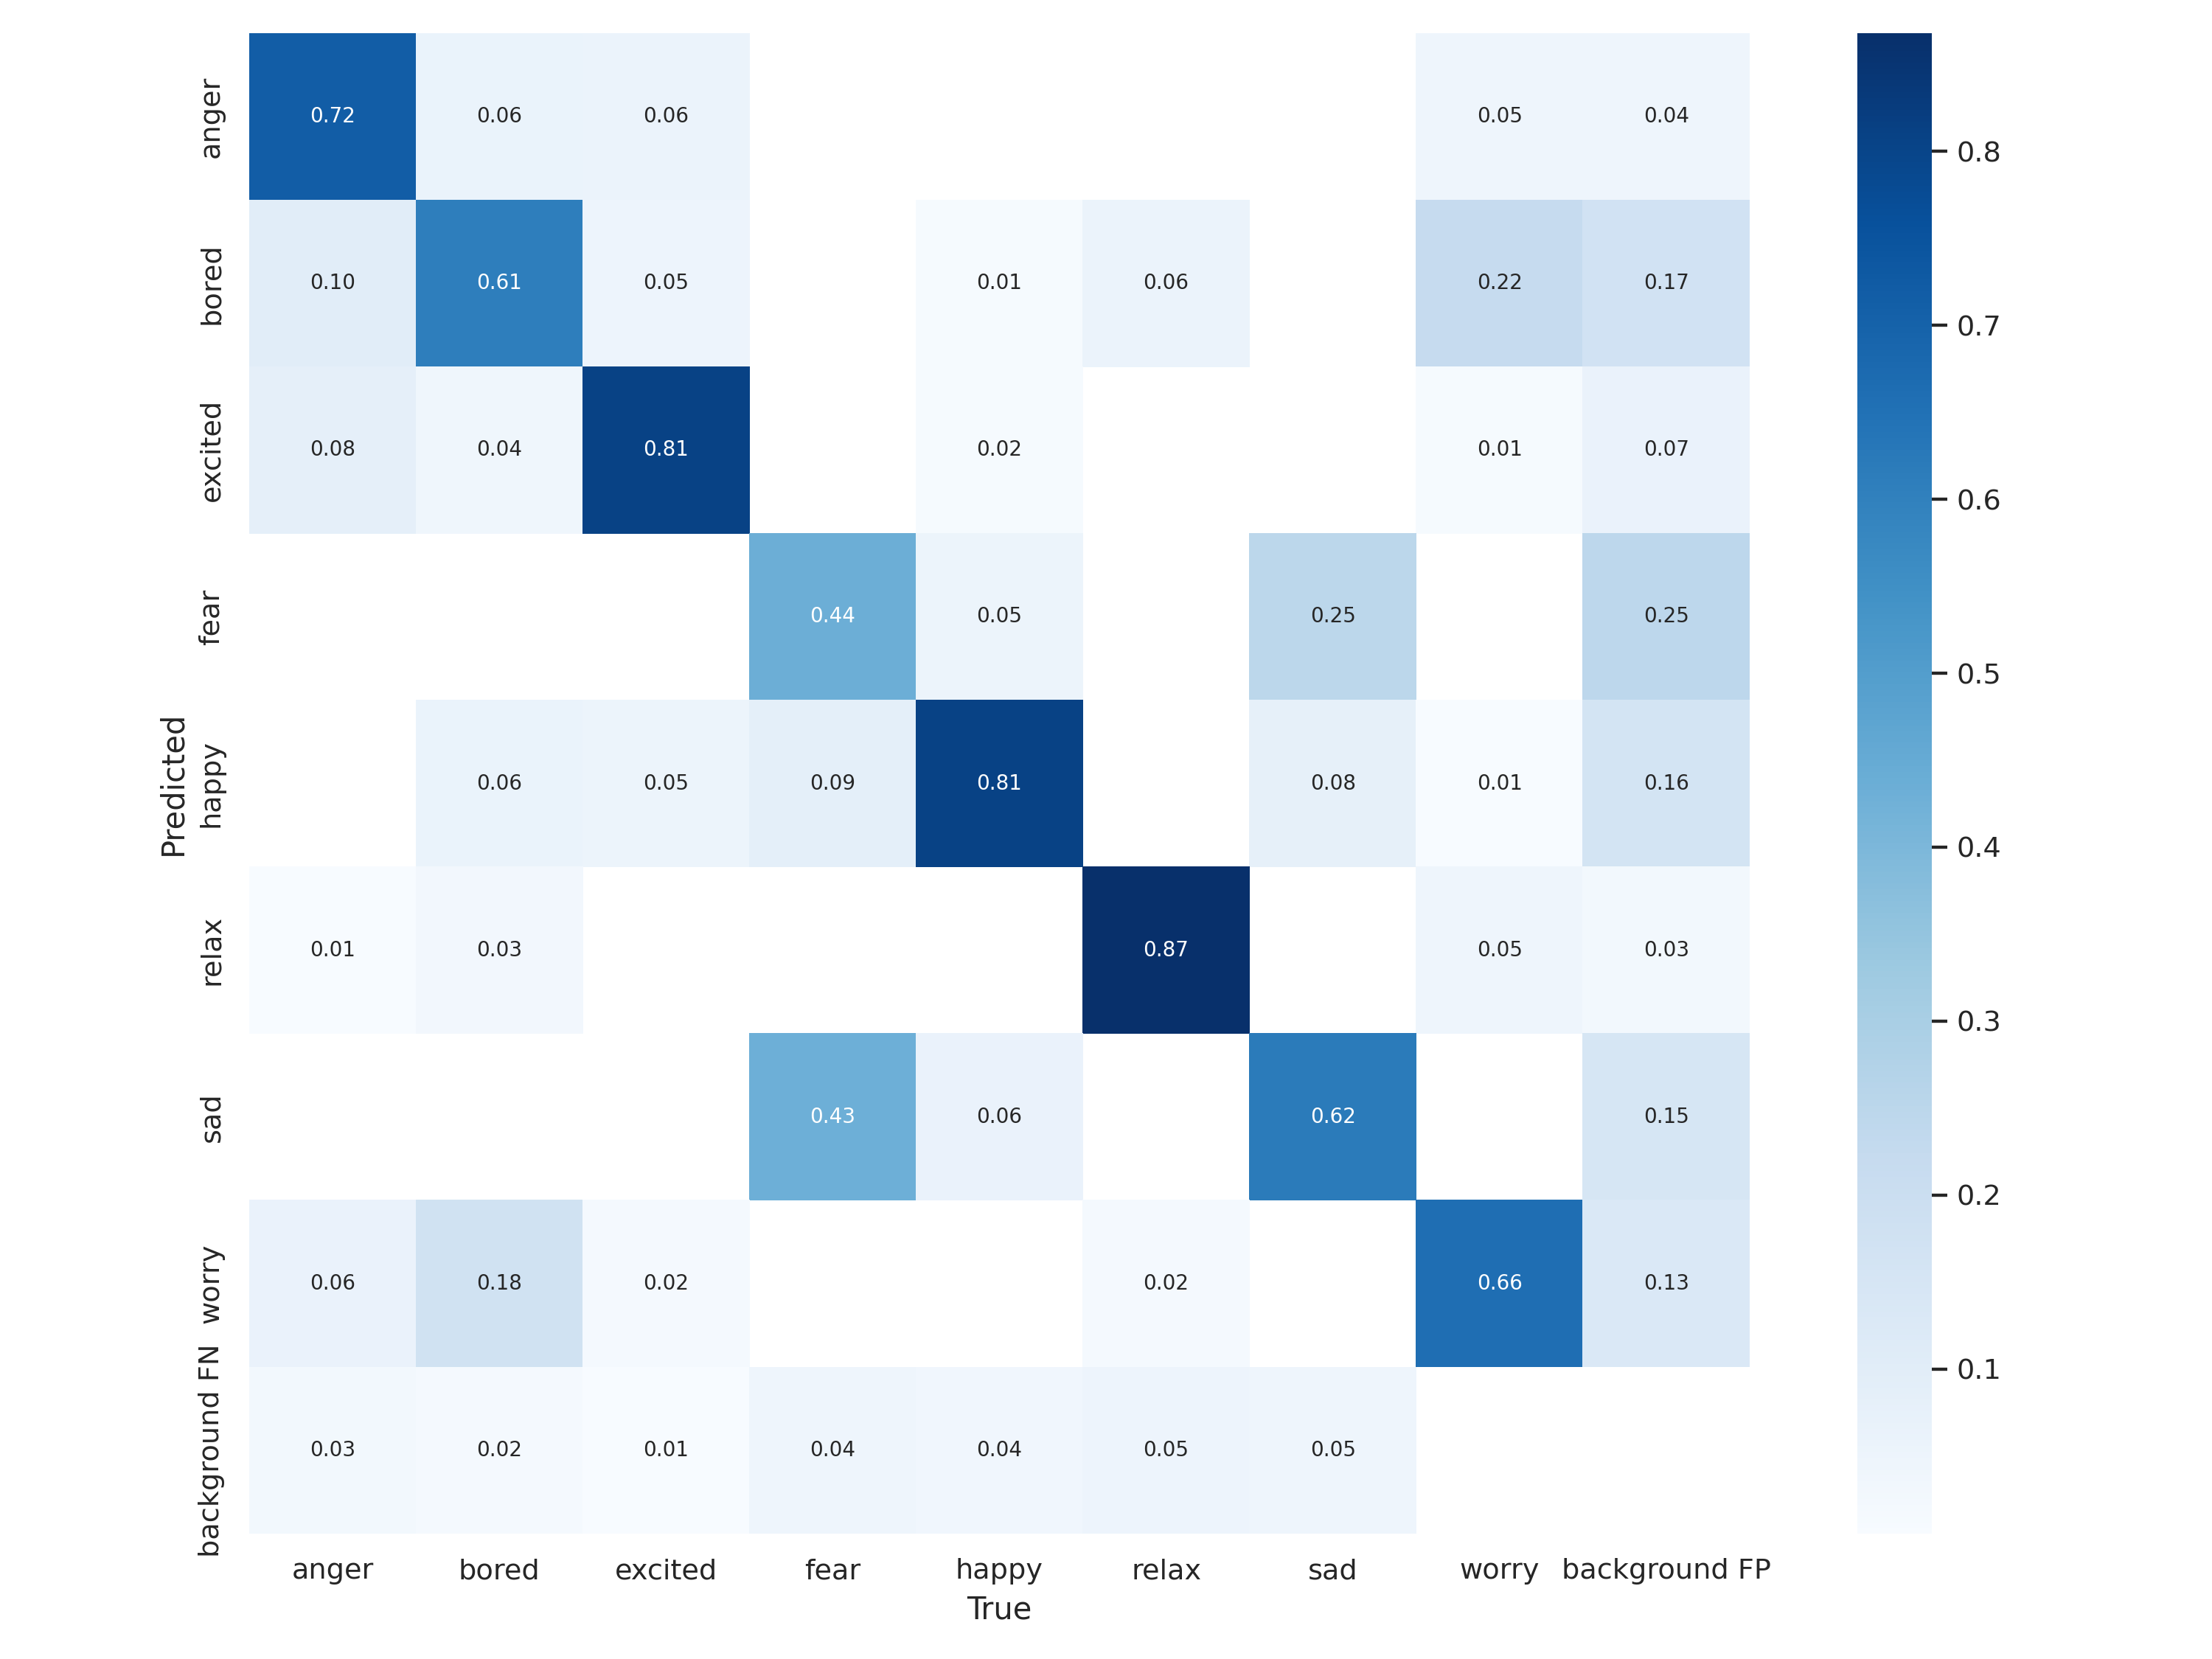 anger 0.72 0.06 0.06 0.05 0.04
0.8
bored 0.10 0.61 0.05 0.01 0.06 0.22 0.17
0.7
excited 0.08 0.04 0.81 0.02 0.01 0.07
0.6
fear 0.44 0.05 0.25 0.25
0.5
Predicted
happy 0.06 0.05 0.09 0.81 0.08 0.01 0.16
0.4
relax 0.01 0.03 0.87 0.05 0.03
0.3
sad 0.43 0.06 0.62 0.15
0.2
worry 0.06 0.18 0.02 0.02 0.66 0.13
0.1
background FN 0.03 0.02 0.01 0.04 0.04 0.05 0.05
anger bored excited fear happy relax sad worry background FP
True